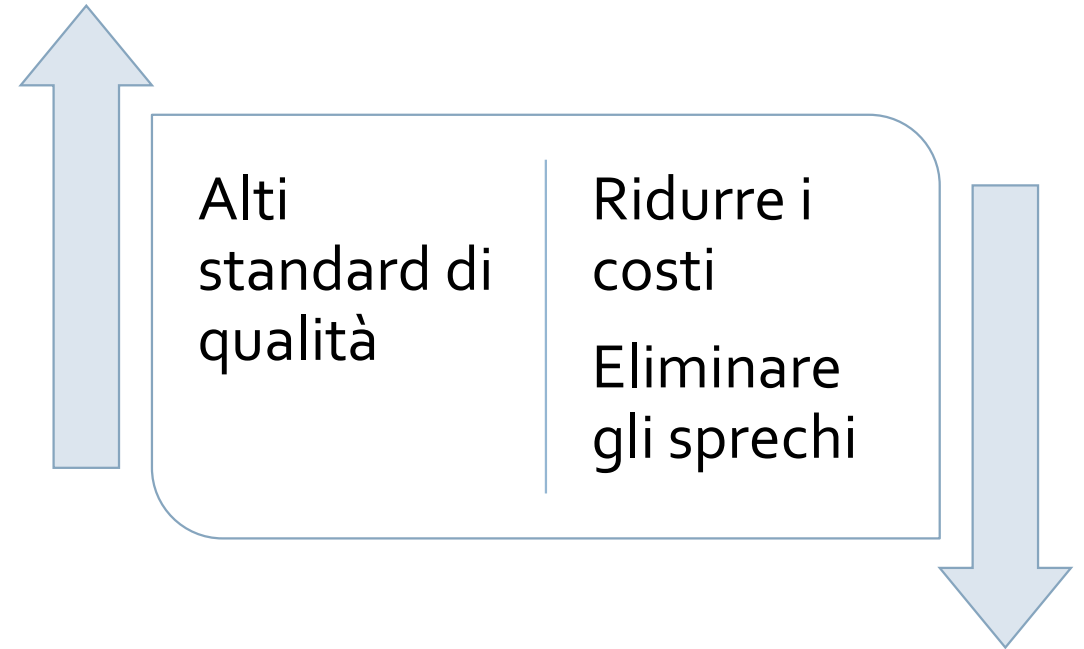 Alti
standard di
qualità
Ridurre i
costi
Eliminare
gli sprechi